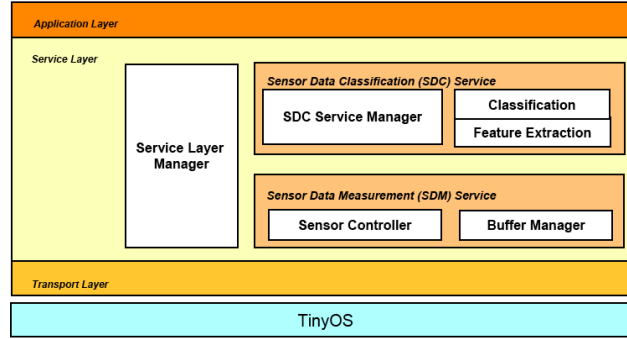 Application Layer
Service Layer
Service Layer
Manager
Sensor Data Classification (SDC) Service
SDC Service Manager
Classification
Feature Extraction
Sensor Data Measurement (SDM) Service
Sensor Controller
Buffer Manager
Transport Layer
TinyOS